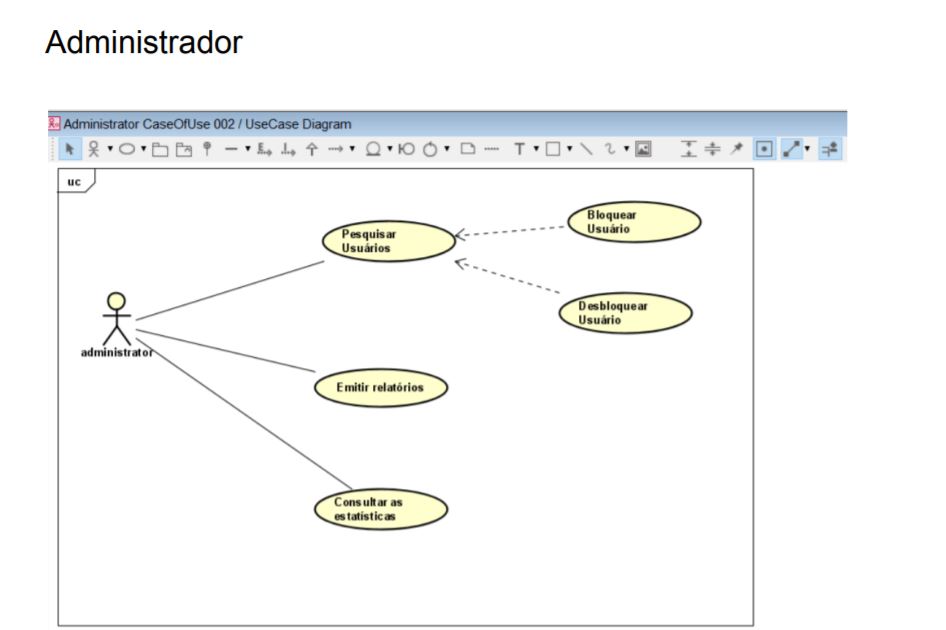 Administrador
Administrator CaseOfUse 002 / UseCase Diagram
uc
Pesquisar
Usuários
Bloquear
Usuário
Desbloquear
Usuário
administrator
Emitir relatórios
Consultar as
estatísticas